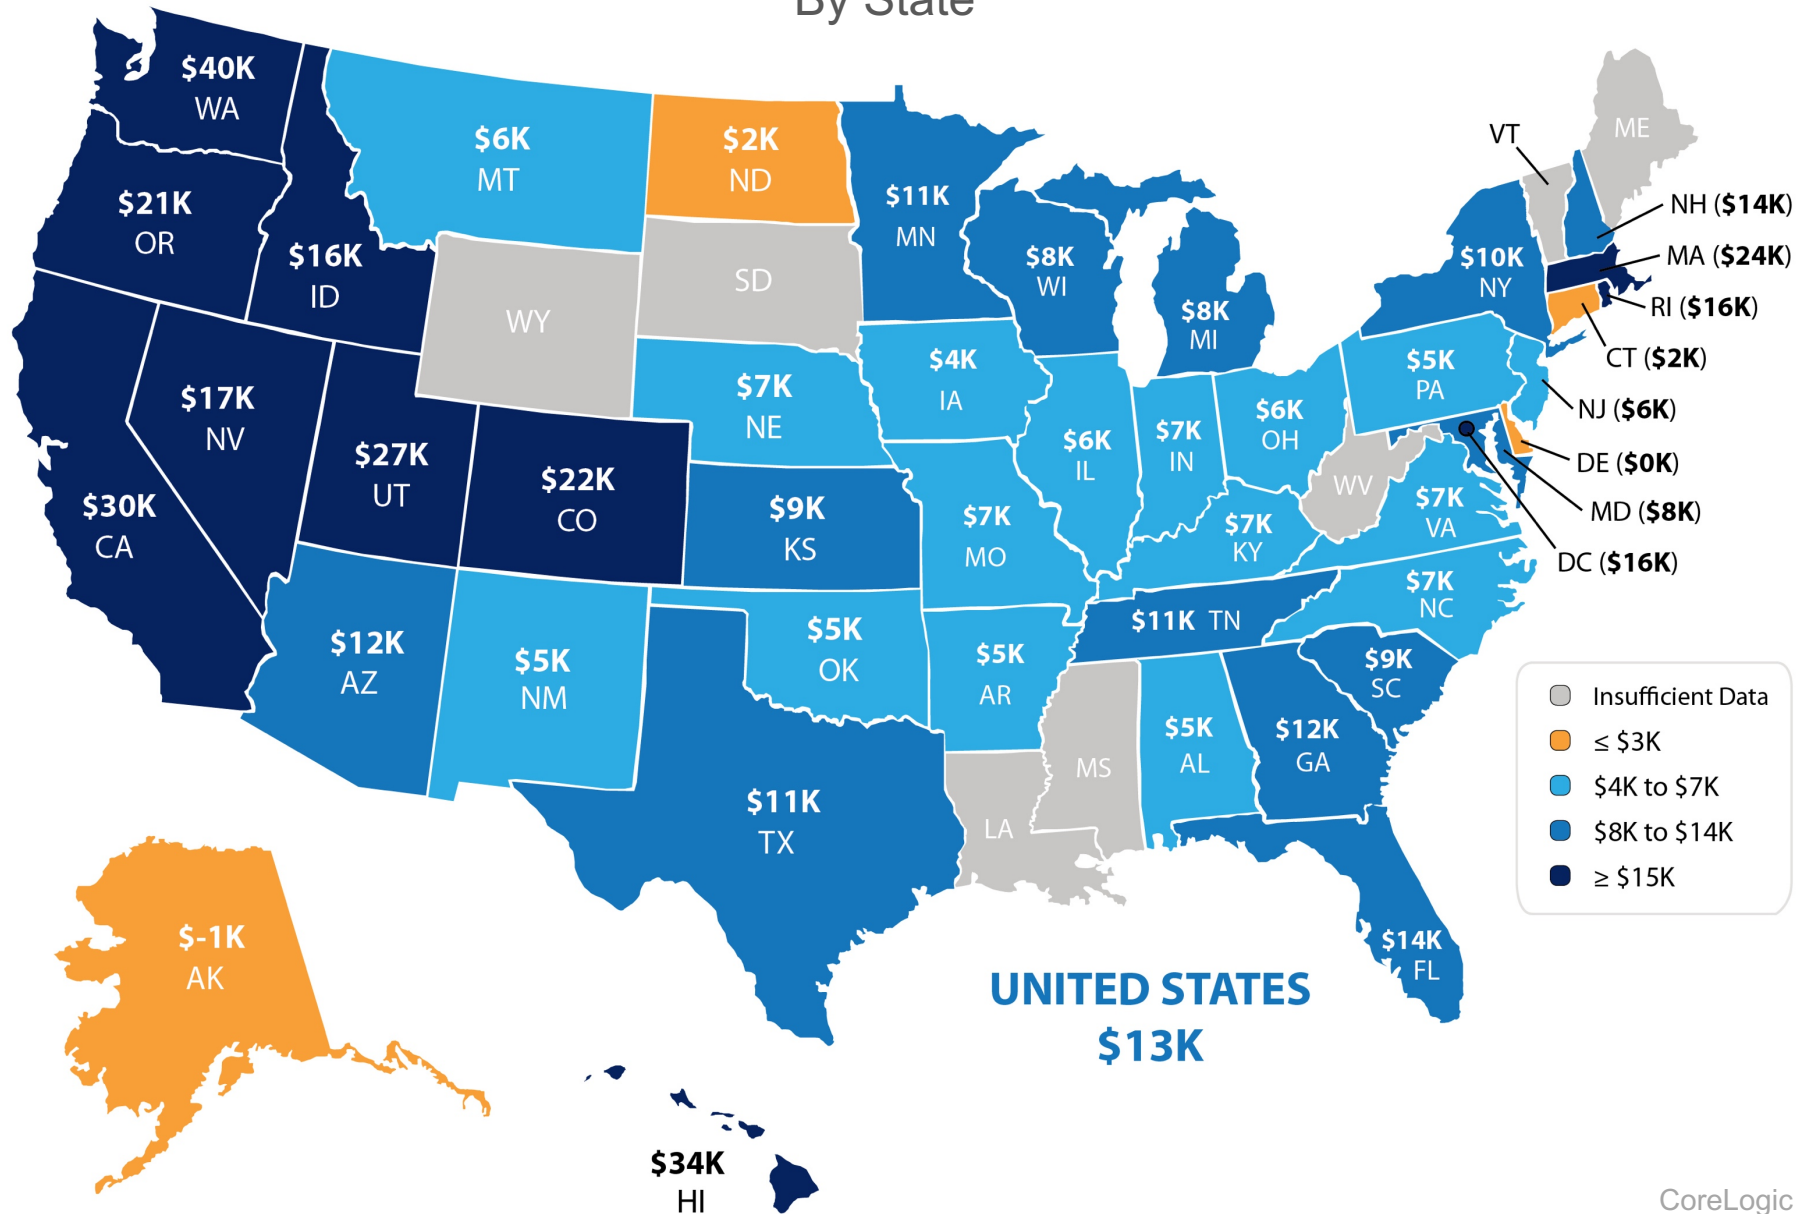 By State
$40K
WA
$6K
MT
$2K
ND
VT
ME
$21K
OR
$11K
MN
NH ($14K)
$16K
ID
$8K
WI
$10K
NY
MA ($24K)
SD
$8K
MI
RI ($16K)
WY
CT ($2K)
$4K
IA
$5K
PA
$17K
NV
$7K
NE
$6K
OH
NJ ($6K)
$27K
UT
$6K
IL
$7K
IN
DE ($0K)
$22K
CO
WV
$30K
CA
$9K
KS
$7K
MO
$7K
KY
$7K
VA
MD ($8K)
DC ($16K)
$7K
NC
$12K
AZ
$5K
NM
$5K
OK
$5K
AR
$11K TN
$9K
SC
$11K
TX
LA
MS
$5K
AL
$12K
GA
Insufficient Data
≤ $3K
$4K to $7K
$8K to $14K
≥ $15K
$-1K
AK
$14K
FL
UNITED STATES
$13K
$34K
HI
CoreLogic